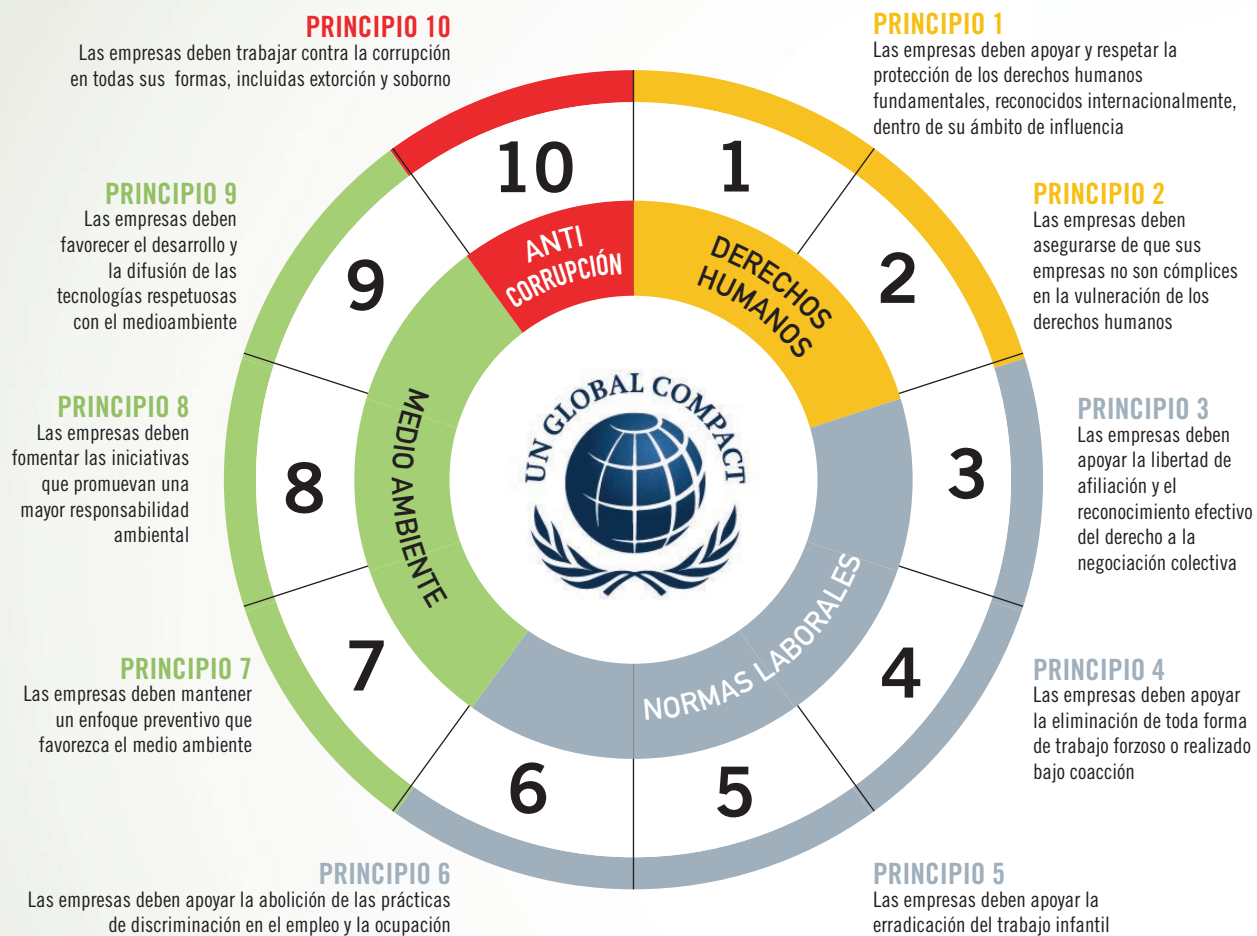 PRINCIPIO 10
Las empresas deben trabajar contra la corrupción
en todas sus formas, incluidas extorción y soborno
PRINCIPIO 1
Las empresas deben apoyar y respetar la
protección de los derechos humanos
fundamentales, reconocidos internacionalmente,
dentro de su ámbito de influencia
PRINCIPIO 2
Las empresas deben
asegurarse de que sus
empresas no son cómplices
en la vulneración de los
derechos humanos
PRINCIPIO 3
Las empresas deben
apoyar la libertad de
afiliación y el
reconocimiento efectivo
del derecho a la
negociación colectiva
PRINCIPIO 4
Las empresas deben apoyar
la eliminación de toda forma
de trabajo forzoso o realizado
bajo coacción
PRINCIPIO 5
Las empresas deben apoyar la
erradicación del trabajo infantil
PRINCIPIO 6
Las empresas deben apoyar la abolición de las prácticas
de discriminación en el empleo y la ocupación
PRINCIPIO 7
Las empresas deben mantener
un enfoque preventivo que
favorezca el medio ambiente
PRINCIPIO 8
Las empresas deben
fomentar las iniciativas
que promuevan una
mayor responsabilidad
ambiental
PRINCIPIO 9
Las empresas deben
favorecer el desarrollo y
la difusión de las
tecnologías respetuosas
con el medioambiente
1
2
3
4
5
6
7
8
9
10
DERECHOS
HUMANOS
NORMAS LABORALES
MEDIO AMBIENTE
ANTI
CORRUPCIÓN
UN GLOBAL COMPACT